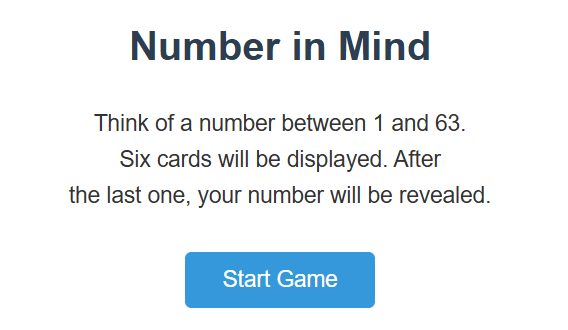 Number in Mind
Think of a number between 1 and 63.
Six cards will be displayed. After
the last one, your number will be revealed.
Start Game